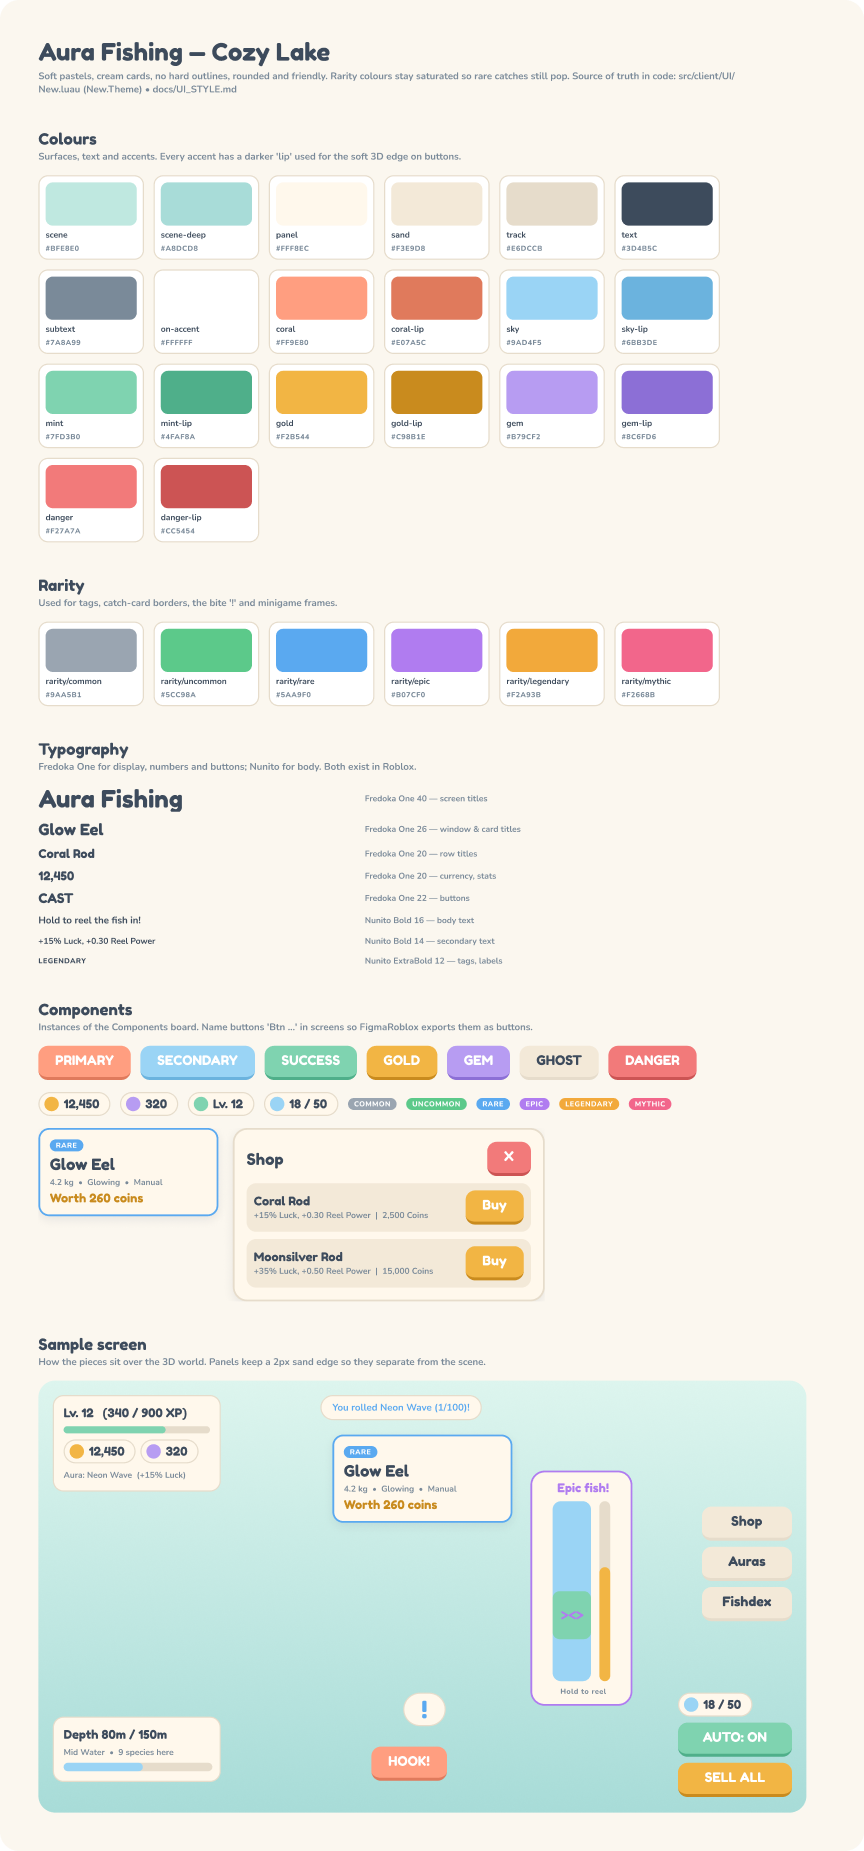 Aura Fishing — Cozy Lake
Soft pastels, cream cards, no hard outlines, rounded and friendly. Rarity colours stay saturated so rare catches still pop. Source of truth in code: src/client/UI/
New.luau (New.Theme) • docs/UI_STYLE.md
Colours
Surfaces, text and accents. Every accent has a darker 'lip' used for the soft 3D edge on buttons.
scene
#BFE8E0
scene-deep
#A8DCD8
panel
#FFF8EC
sand
#F3E9D8
track
#E6DCCB
text
#3D4B5C
subtext
#7A8A99
on-accent
#FFFFFF
coral
#FF9E80
coral-lip
#E07A5C
sky
#9AD4F5
sky-lip
#6BB3DE
mint
#7FD3B0
mint-lip
#4FAF8A
gold
#F2B544
gold-lip
#C98B1E
gem
#B79CF2
gem-lip
#8C6FD6
danger
#F27A7A
danger-lip
#CC5454
Rarity
Used for tags, catch-card borders, the bite '!' and minigame frames.
rarity/common
#9AA5B1
rarity/uncommon
#5CC98A
rarity/rare
#5AA9F0
rarity/epic
#B07CF0
rarity/legendary
#F2A93B
rarity/mythic
#F2668B
Typography
Fredoka One for display, numbers and buttons; Nunito for body. Both exist in Roblox.
Aura Fishing
Fredoka One 40 — screen titles
Glow Eel
Fredoka One 26 — window & card titles
Coral Rod
Fredoka One 20 — row titles
12,450
Fredoka One 20 — currency, stats
CAST
Fredoka One 22 — buttons
Hold to reel the fish in!
Nunito Bold 16 — body text
+15% Luck, +0.30 Reel Power
Nunito Bold 14 — secondary text
LEGENDARY
Nunito ExtraBold 12 — tags, labels
Components
Instances of the Components board. Name buttons 'Btn ...' in screens so FigmaRoblox exports them as buttons.
PRIMARY
SECONDARY
SUCCESS
GOLD
GEM
GHOST
DANGER
12,450
320
Lv. 12
18 / 50
COMMON
UNCOMMON
RARE
EPIC
LEGENDARY
MYTHIC
RARE
Glow Eel
4.2 kg • Glowing • Manual
Worth 260 coins
Shop
X
Coral Rod
+15% Luck, +0.30 Reel Power | 2,500 Coins
Buy
Moonsilver Rod
+35% Luck, +0.50 Reel Power | 15,000 Coins
Buy
Sample screen
How the pieces sit over the 3D world. Panels keep a 2px sand edge so they separate from the scene.
Lv. 12 (340 / 900 XP)
12,450
320
Aura: Neon Wave (+15% Luck)
You rolled Neon Wave (1/100)!
RARE
Glow Eel
4.2 kg • Glowing • Manual
Worth 260 coins
Epic fish!
><>
Hold to reel
Shop
Auras
Fishdex
!
HOOK!
Depth 80m / 150m
Mid Water • 9 species here
18 / 50
AUTO: ON
SELL ALL